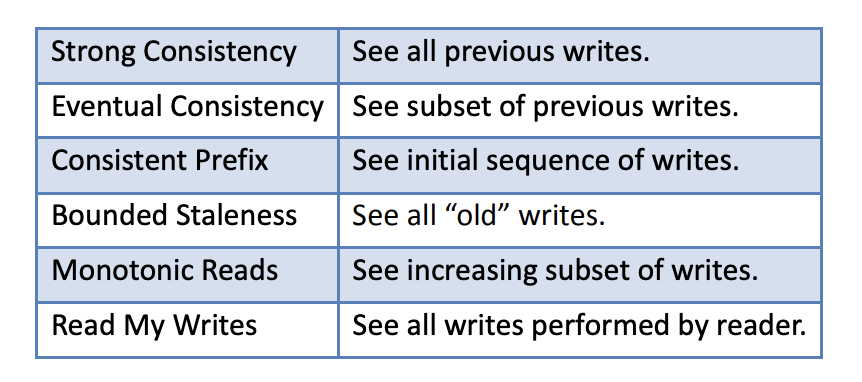 Strong Consistency See all previous writes.
Eventual Consistency See subset of previous writes.
Consistent Prefix See initial sequence of writes.
Bounded Staleness See all “old” writes.
Monotonic Reads See increasing subset of writes.
Read My Writes See all writes performed by reader.